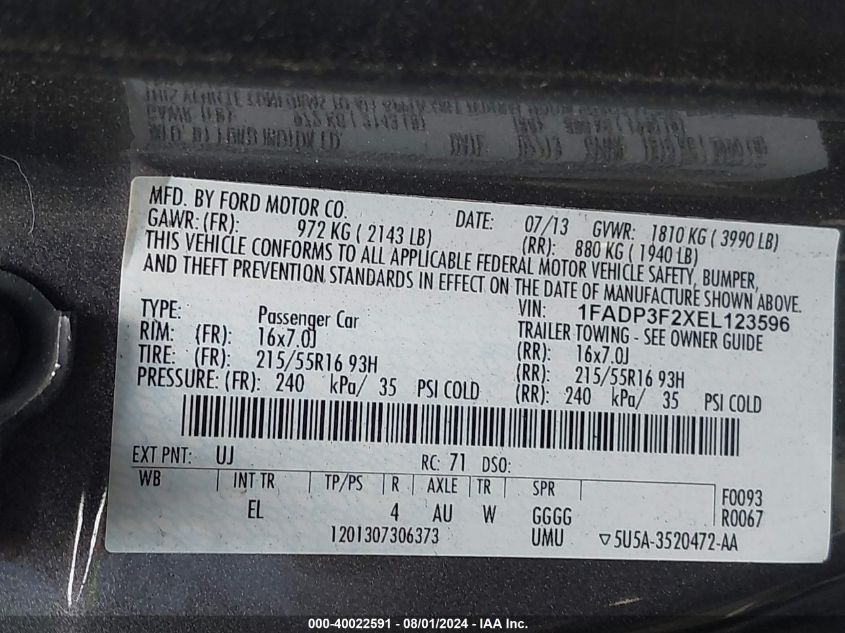 MFD. BY FORD MOTOR CO.
DATE: 07/13 GVWR: 1810 KG ( 3990 LB)
GAWR: (FR): 972 KG ( 2143 LB) (RR): 880 KG ( 1940 LB)
THIS VEHICLE CONFORMS TO ALL APPLICABLE FEDERAL MOTOR VEHICLE SAFETY, BUMPER,
AND THEFT PREVENTION STANDARDS IN EFFECT ON THE DATE OF MANUFACTURE SHOWN ABOVE.
VIN: 1FADP3F2XEL123596
TYPE: Passenger Car TRAILER TOWING - SEE OWNER GUIDE
RIM: (FR): 16x7.0J (RR): 16x7.0J
TIRE: (FR): 215/55R16 93H (RR): 215/55R16 93H
PRESSURE: (FR): 240 kPa/ 35 PSI COLD (RR): 240 kPa/ 35 PSI COLD
EXT PNT: UJ RC: 71 DSO:
WB INT TR TP/PS R AXLE TR SPR F0093
EL 4 AU W GGGG R0067
1201307306373 UMU ▽5U5A-3520472-AA
000-40022591 - 08/01/2024 - IAA Inc.